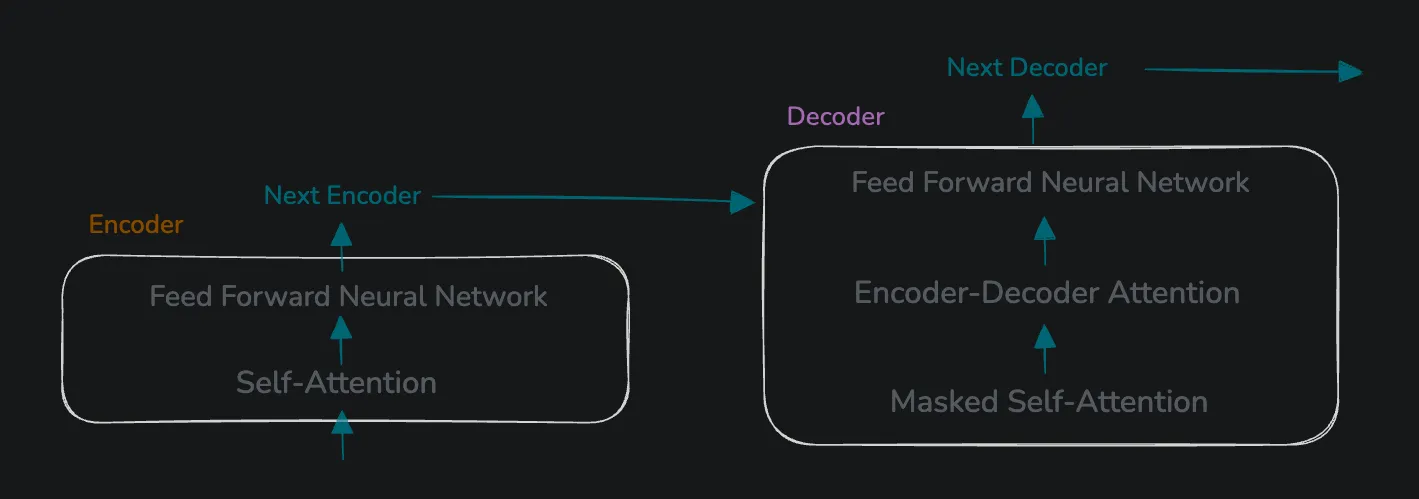 Encoder
Next Encoder
Feed Forward Neural Network
Self-Attention
Decoder
Next Decoder
Feed Forward Neural Network
Encoder-Decoder Attention
Masked Self-Attention